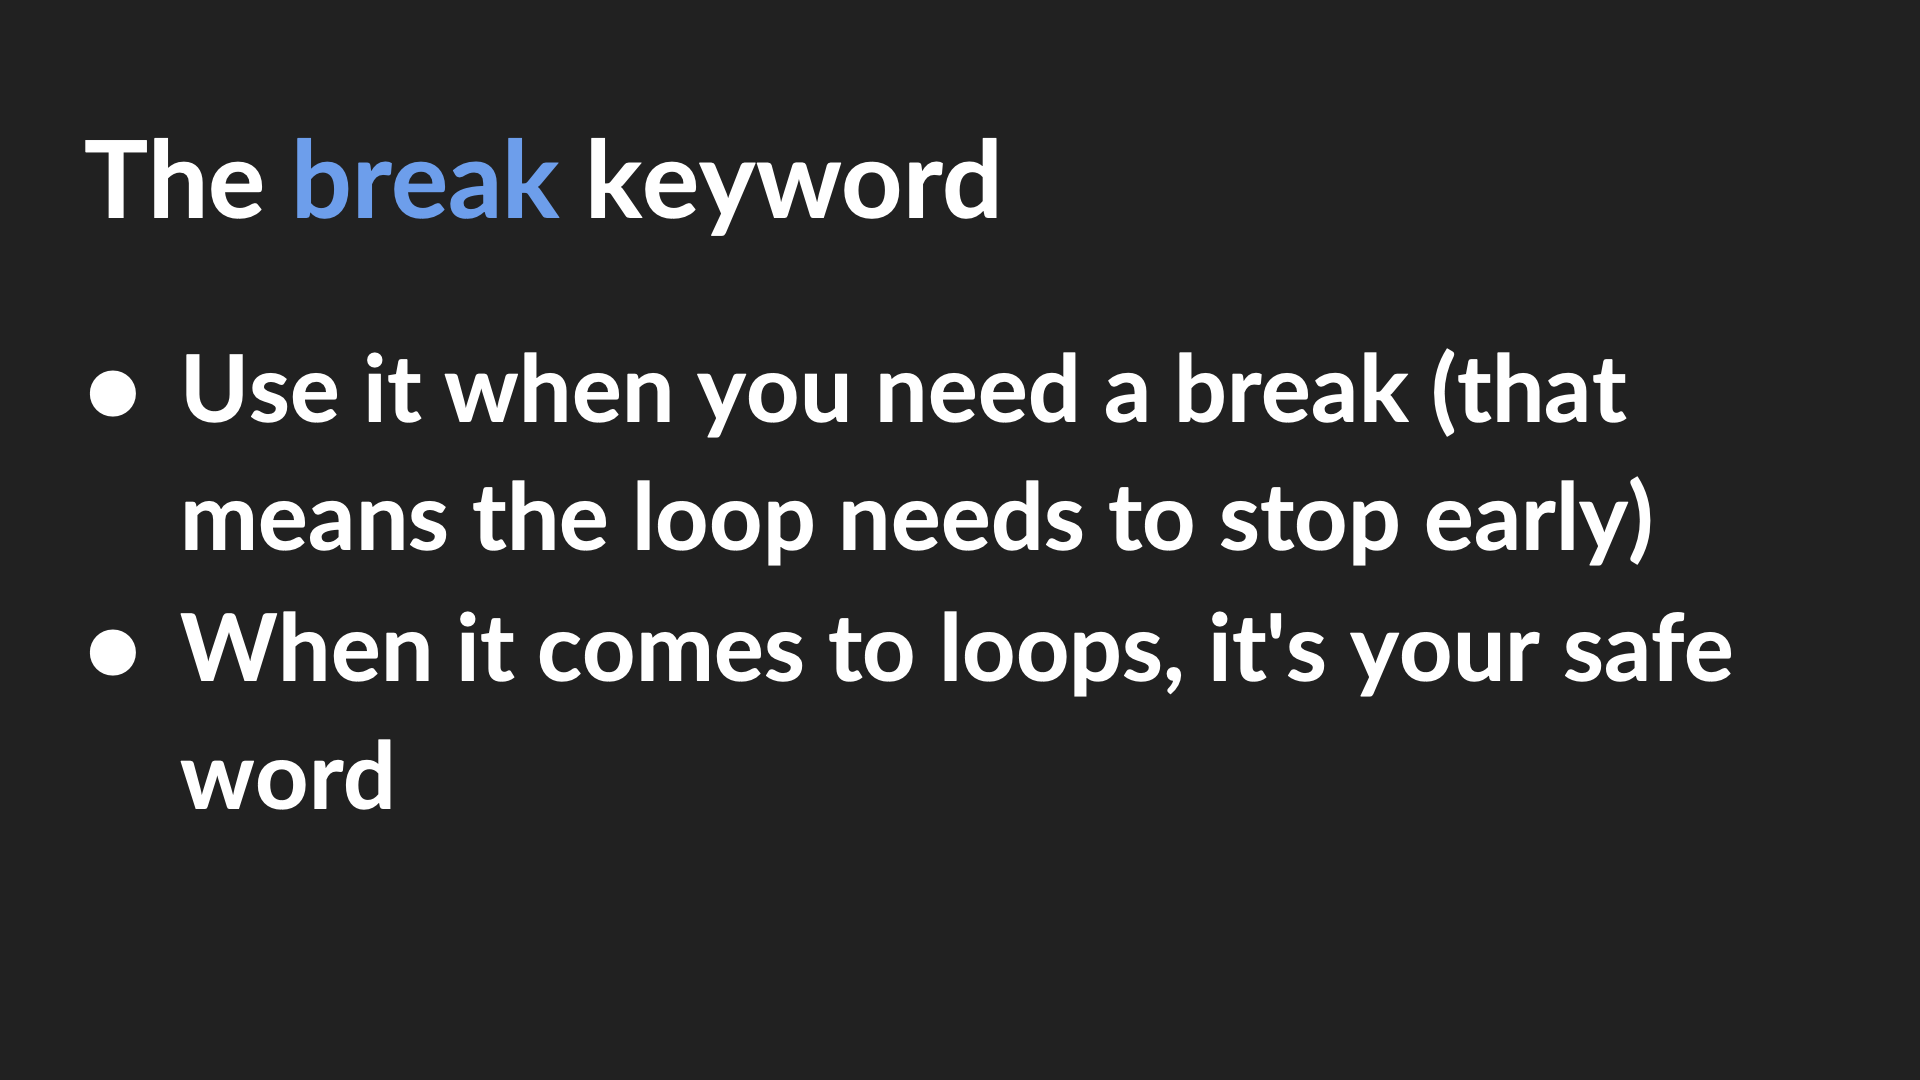 The break keyword
● Use it when you need a break (that
means the loop needs to stop early)
● When it comes to loops, it's your safe
word